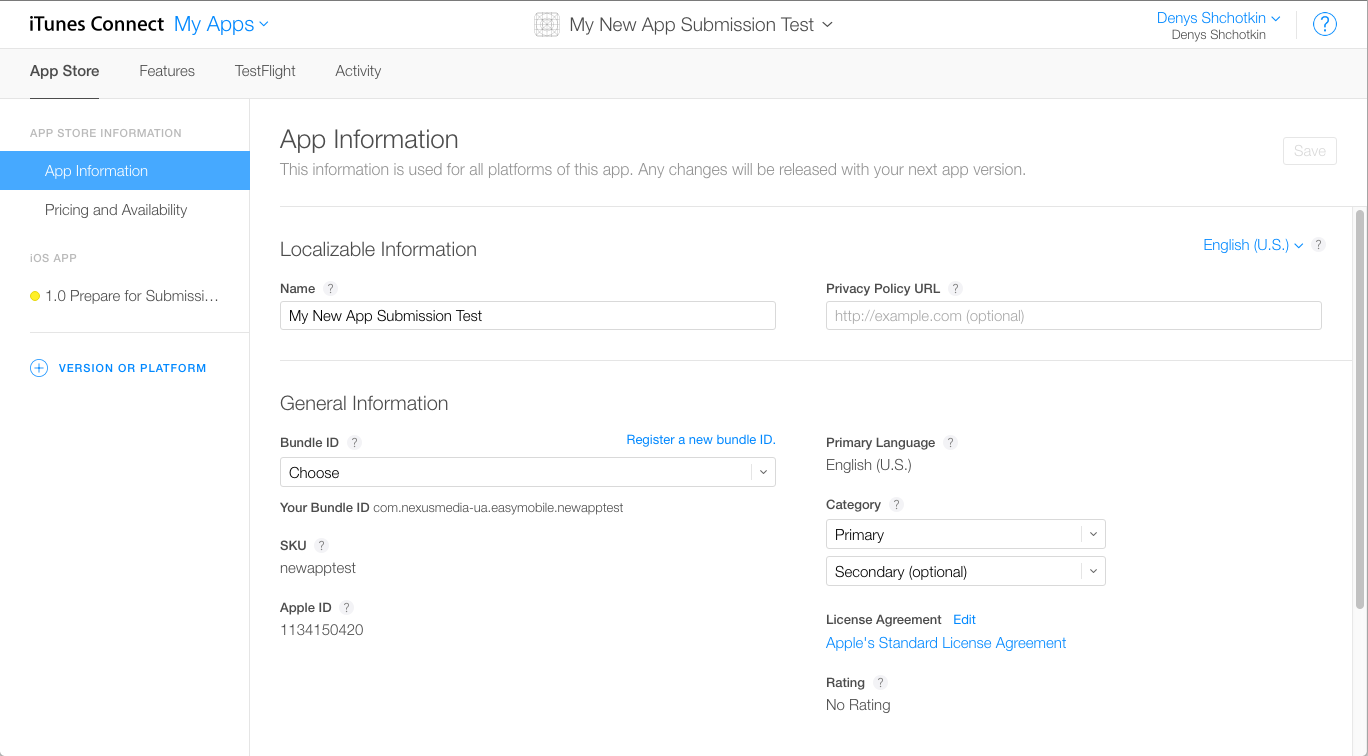 iTunes Connect My Apps
My New App Submission Test
Denys Shchotkin
Denys Shchotkin
?
App Store Features TestFlight Activity
APP STORE INFORMATION
App Information
Pricing and Availability
iOS APP
1.0 Prepare for Submissi...
VERSION OR PLATFORM
App Information
This information is used for all platforms of this app. Any changes will be released with your next app version.
Save
Localizable Information
English (U.S.) ?
Name ?
My New App Submission Test
Privacy Policy URL ?
http://example.com (optional)
General Information
Bundle ID ?
Register a new bundle ID.
Choose
Your Bundle ID com.nexusmedia-ua.easymobile.newapptest
SKU ?
newapptest
Apple ID ?
1134150420
Primary Language ?
English (U.S.)
Category ?
Primary
Secondary (optional)
License Agreement Edit
Apple's Standard License Agreement
Rating ?
No Rating